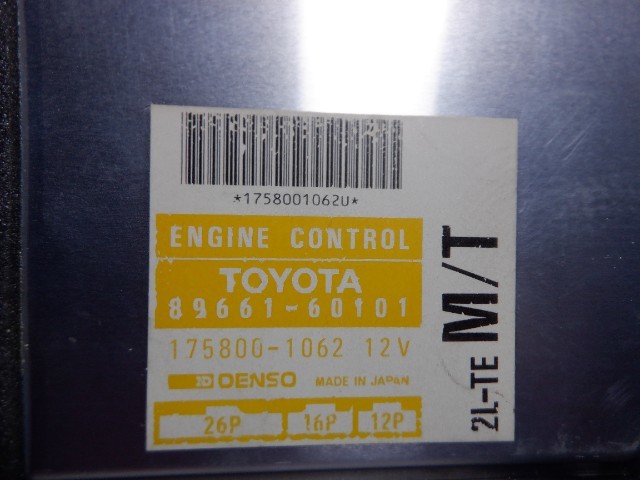 *1758001062U*
ENGINE CONTROL
TOYOTA
89661-60101
175800-1062 12V
DENSO MADE IN JAPAN
26P 16P 12P
2L-TE M/T